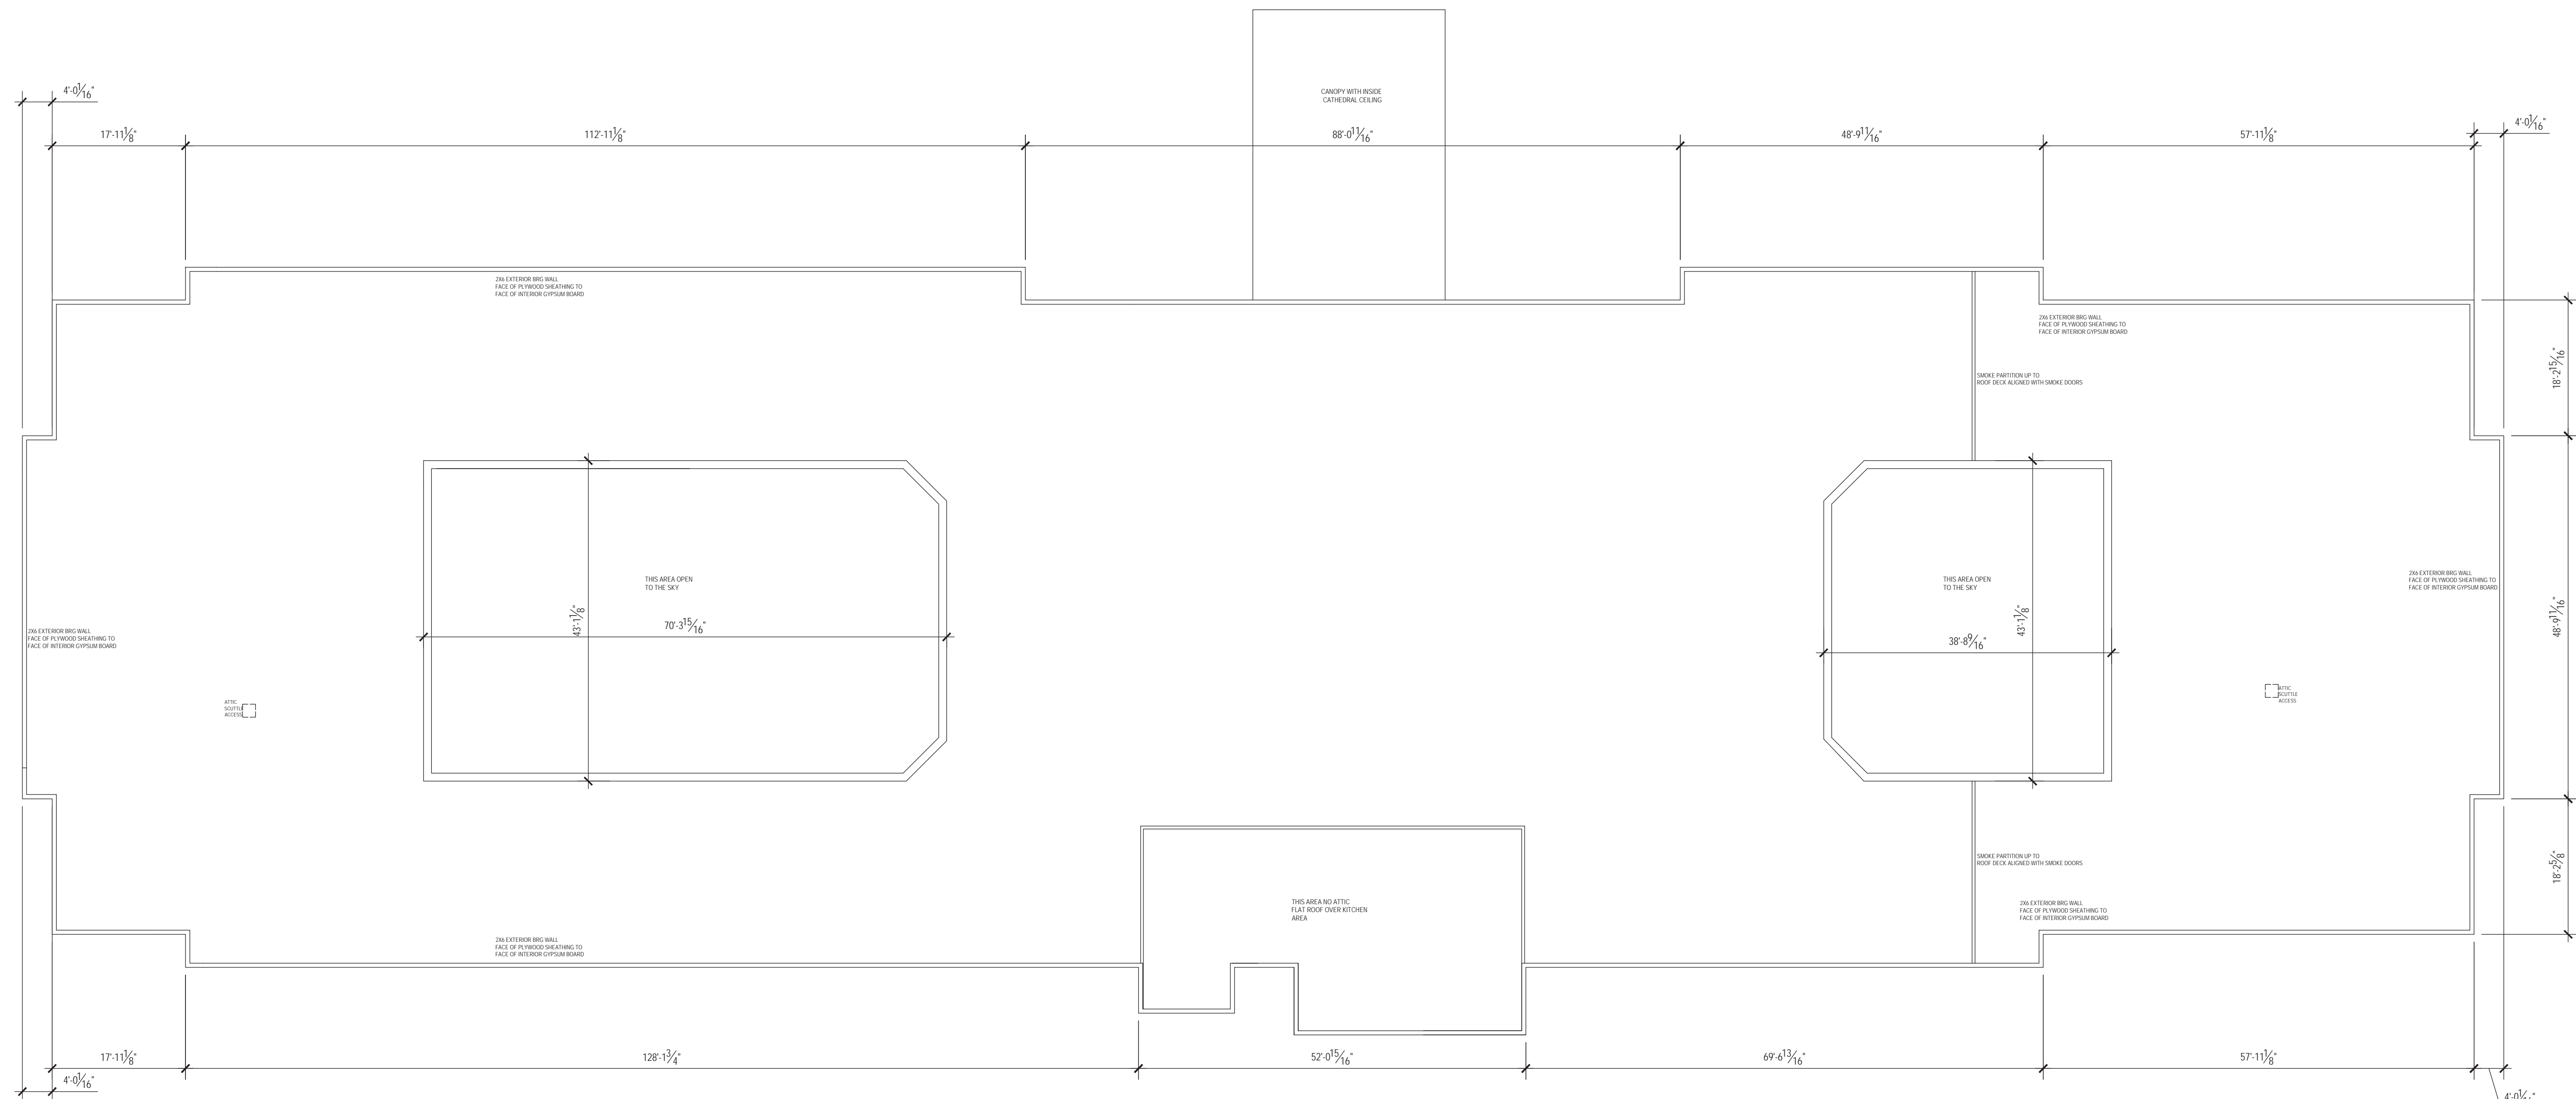 CANOPY WITH INSIDE
CATHEDRAL CEILING
4'-0 1/16"
4'-0 1/16"
17'-11 1/8"
112'-11 1/8"
88'-0 11/16"
48'-9 11/16"
57'-11 1/8"
2X6 EXTERIOR BRG WALL
FACE OF PLYWOOD SHEATHING TO
FACE OF INTERIOR GYPSUM BOARD
2X6 EXTERIOR BRG WALL
FACE OF PLYWOOD SHEATHING TO
FACE OF INTERIOR GYPSUM BOARD
18'-2 15/16"
SMOKE PARTITION UP TO
ROOF DECK ALIGNED WITH SMOKE DOORS
THIS AREA OPEN
TO THE SKY
43'-1 1/8"
70'-3 15/16"
THIS AREA OPEN
TO THE SKY
43'-1 1/8"
38'-8 9/16"
2X6 EXTERIOR BRG WALL
FACE OF PLYWOOD SHEATHING TO
FACE OF INTERIOR GYPSUM BOARD
48'-9 11/16"
2X6 EXTERIOR BRG WALL
FACE OF PLYWOOD SHEATHING TO
FACE OF INTERIOR GYPSUM BOARD
ATTIC
SCUTTLE
ACCESS
ATTIC
SCUTTLE
ACCESS
SMOKE PARTITION UP TO
ROOF DECK ALIGNED WITH SMOKE DOORS
18'-2 5/8"
THIS AREA NO ATTIC
FLAT ROOF OVER KITCHEN
AREA
2X6 EXTERIOR BRG WALL
FACE OF PLYWOOD SHEATHING TO
FACE OF INTERIOR GYPSUM BOARD
2X6 EXTERIOR BRG WALL
FACE OF PLYWOOD SHEATHING TO
FACE OF INTERIOR GYPSUM BOARD
17'-11 1/8"
128'-1 3/4"
52'-0 15/16"
69'-6 13/16"
57'-11 1/8"
4'-0 1/16"